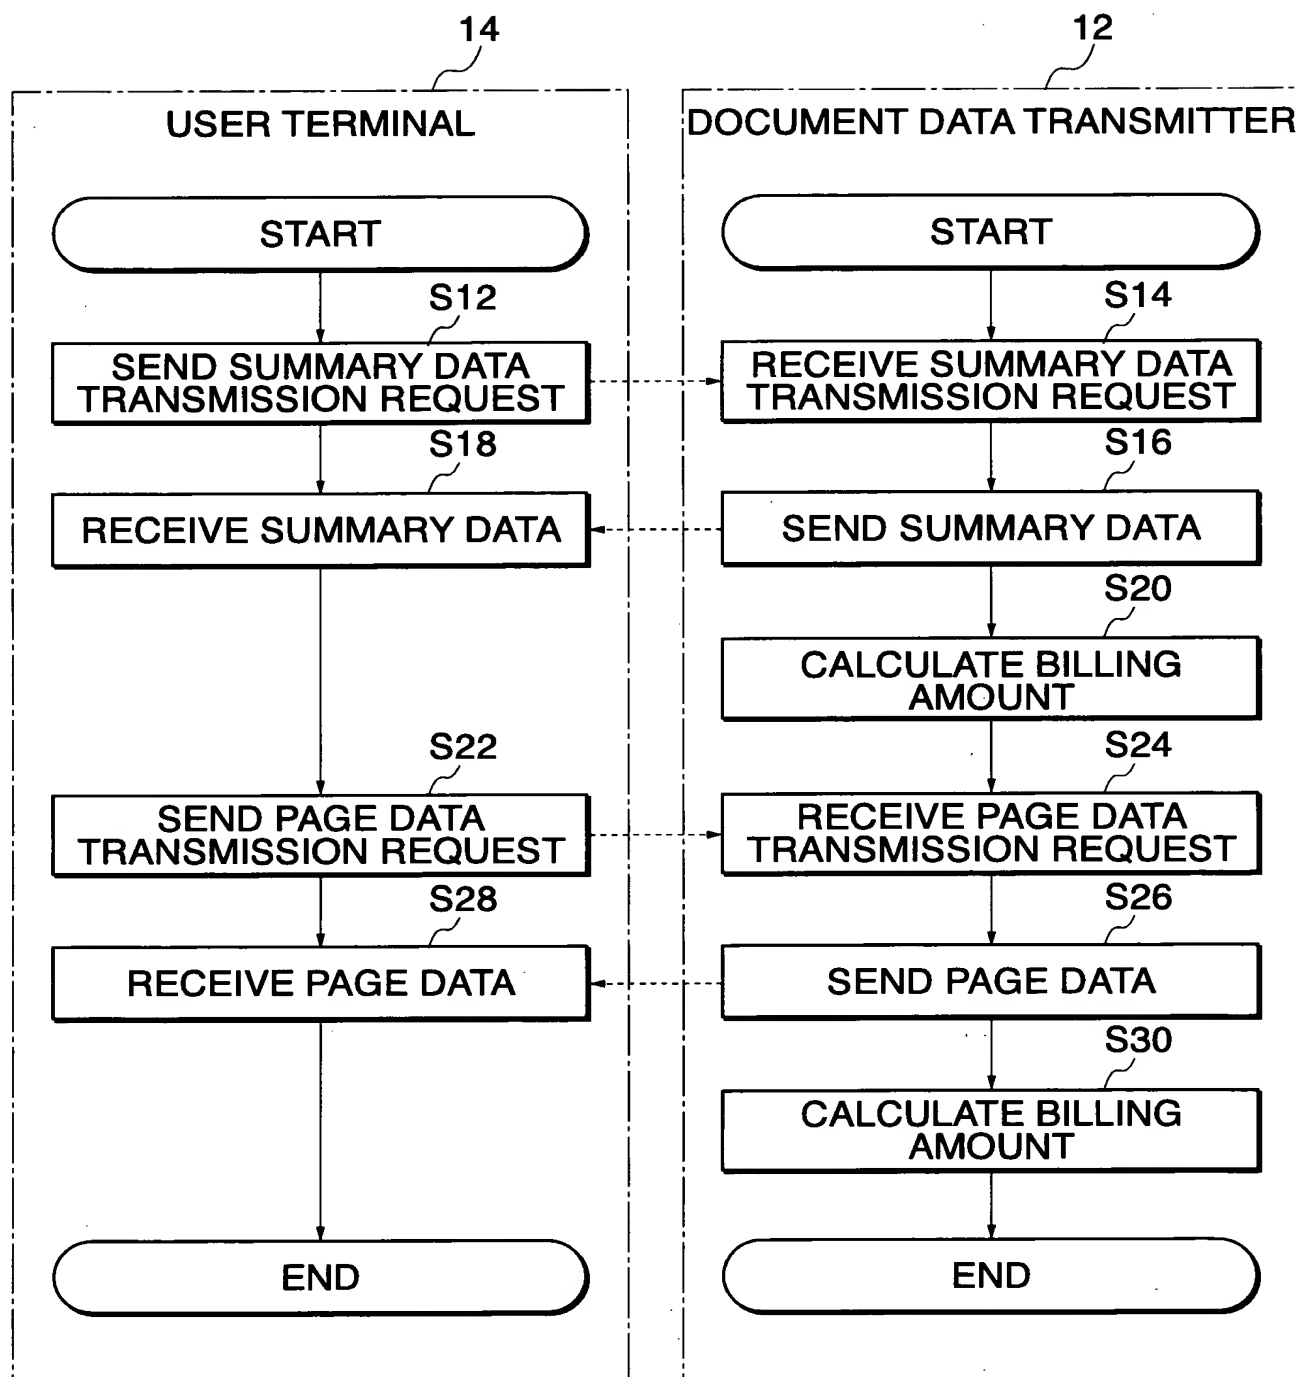 14
USER TERMINAL
START
S12
SEND SUMMARY DATA
TRANSMISSION REQUEST
S18
RECEIVE SUMMARY DATA
S22
SEND PAGE DATA
TRANSMISSION REQUEST
S28
RECEIVE PAGE DATA
END
12
DOCUMENT DATA TRANSMITTER
START
S14
RECEIVE SUMMARY DATA
TRANSMISSION REQUEST
S16
SEND SUMMARY DATA
S20
CALCULATE BILLING
AMOUNT
S24
RECEIVE PAGE DATA
TRANSMISSION REQUEST
S26
SEND PAGE DATA
S30
CALCULATE BILLING
AMOUNT
END